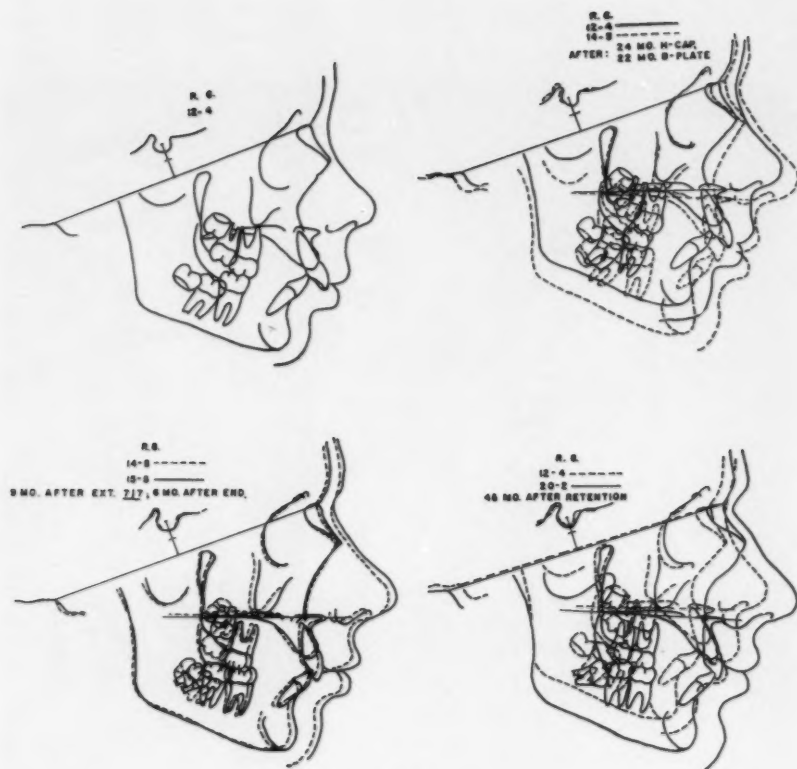 R. G.
12-4
R. G.
12-4
14-8
AFTER: 24 MO. H-CAP,
22 MO. B-PLATE
R.G.
14-8
15-8
9 MO. AFTER EXT. 7|7; 6 MO. AFTER END.
R. G.
12-4
20-2
46 MO. AFTER RETENTION